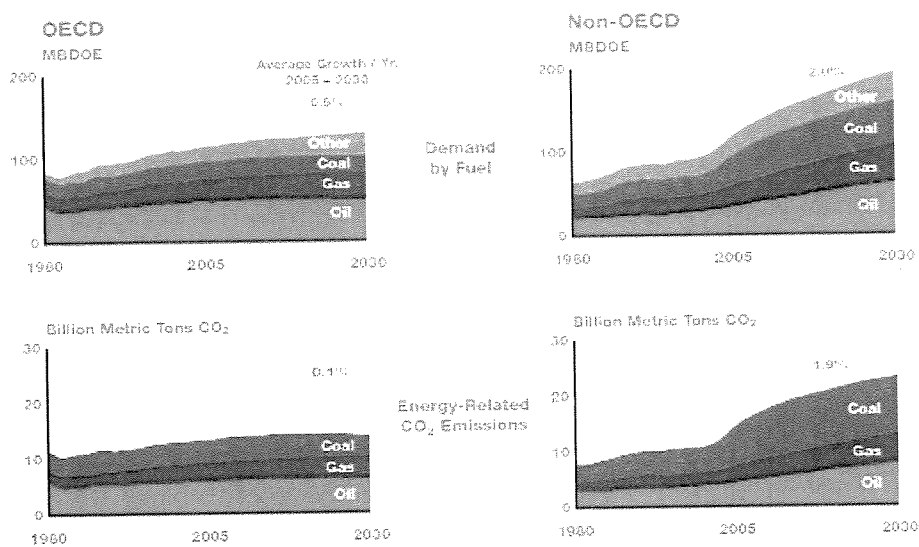 OECD
MBDOE
Average Growth / Yr.
2005 – 2030
200
100
0
Other
Coal
Gas
Oil
1980
2005
2030
Demand
by Fuel
Non-OECD
MBDOE
2.0%
200
100
0
Other
Coal
Gas
Oil
1980
2005
2030
Billion Metric Tons CO₂
30
20
10
0
0.1%
Coal
Gas
Oil
1980
2005
2030
Energy-Related
CO₂ Emissions
Billion Metric Tons CO₂
30
20
10
0
1.9%
Coal
Gas
Oil
1980
2005
2030